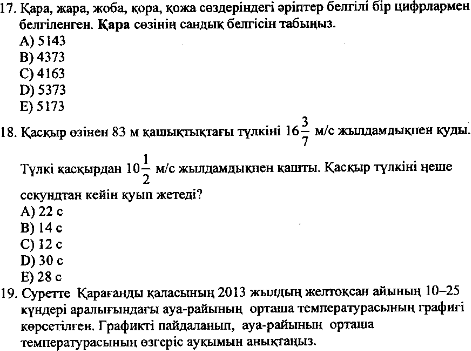 17. Қара, жара, жоба, қора, қожа сөздеріндегі әріптер белгілі бір цифрлармен
белгіленген. Қара сөзінің сандық белгісін табыңыз.
A) 5143
B) 4373
C) 4163
D) 5373
E) 5173
18. Қасқыр өзінен 83 м қашықтықтағы түлкіні 16 3/7 м/с жылдамдықпен қуды.
Түлкі қасқырдан 10 1/2 м/с жылдамдықпен қашты. Қасқыр түлкіні неше
секундтан кейін қуып жетеді?
A) 22 с
B) 14 с
C) 12 с
D) 30 с
E) 28 с
19. Суретте Қарағанды қаласының 2013 жылдың желтоқсан айының 10–25
күндері аралығындағы ауа-райының орташа температурасының графигі
көрсетілген. Графикті пайдаланып, ауа-райының орташа
температурасының өзгеріс ауқымын анықтаңыз.